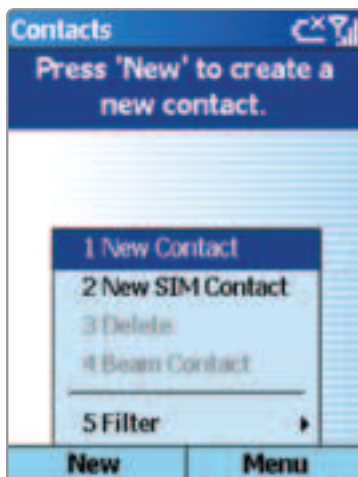 Contacts
Press 'New' to create a
new contact.
1 New Contact
2 New SIM Contact
3 Delete
4 Beam Contact
5 Filter
New Menu